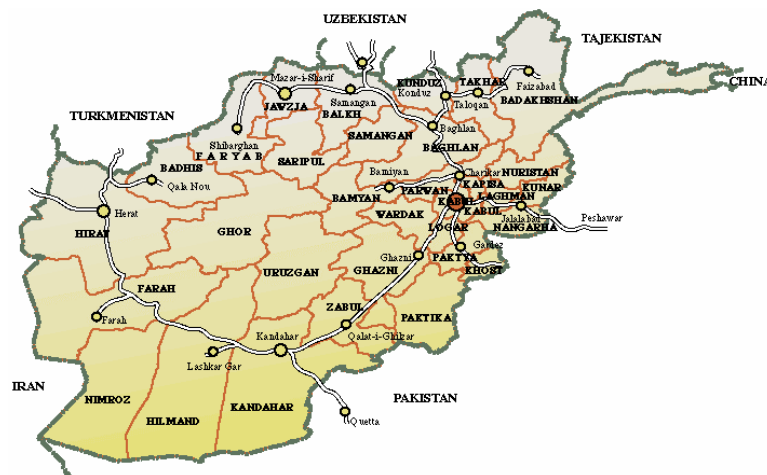 UZBEKISTAN
TAJEKISTAN
CHINA
TURKMENISTAN
Mazar-i-Sharif
JAWZJA
Samangan
BALKH
KUNDUZ
Konduz
TAKHAR
Taloqan
Faizabad
BADAKHSHAN
Shibarghan
FARYAB
SARIPUL
SAMANGAN
Baghlan
BAGHLAN
BADHIS
Qala Nou
Bamiyan
BAMYAN
PARWAN
Charikar
KAPISA
NURISTAN
KUNAR
LAGHMAN
KABUL
KABUL
Jalalabad
NANGARHA
Peshawar
Herat
HIRAT
GHOR
WARDAK
LOGAR
Gardez
PAKTYA
KHOST
Ghazni
GHAZNI
URUZGAN
FARAH
Farah
ZABUL
PAKTIKA
Kandahar
Qalat-i-Ghilzar
Lashkar Gar
IRAN
NIMROZ
HILMAND
KANDAHAR
PAKISTAN
Quetta